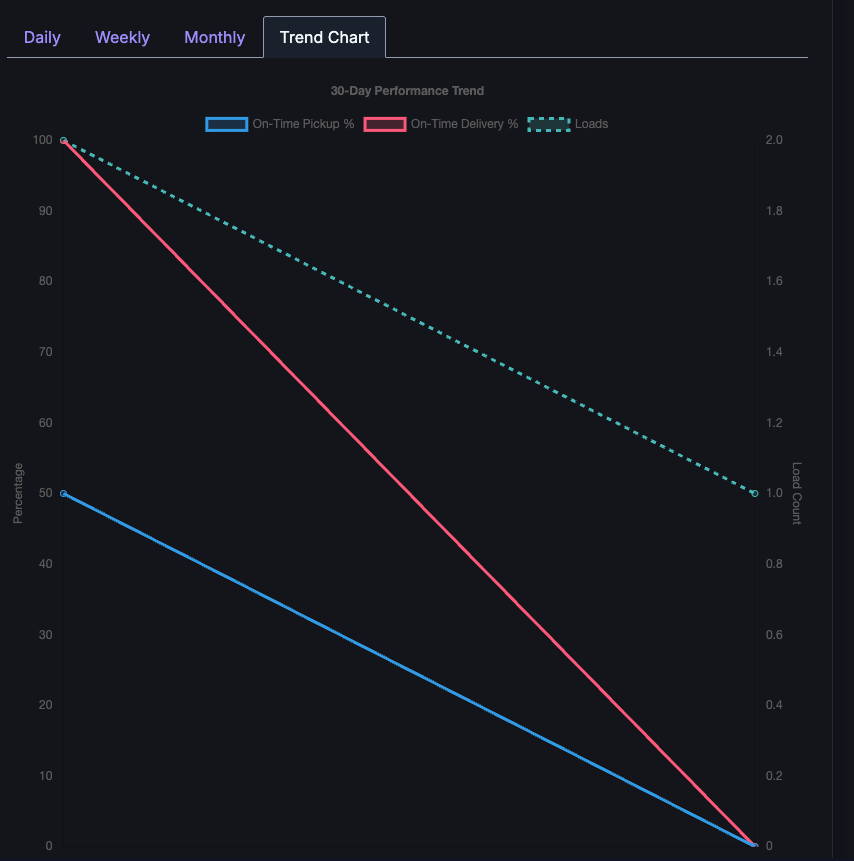 Daily Weekly Monthly Trend Chart
30-Day Performance Trend
On-Time Pickup % On-Time Delivery % Loads
100 2.0
90 1.8
80 1.6
70 1.4
60 1.2
Percentage
50 1.0
Load Count
40 0.8
30 0.6
20 0.4
10 0.2
0 0